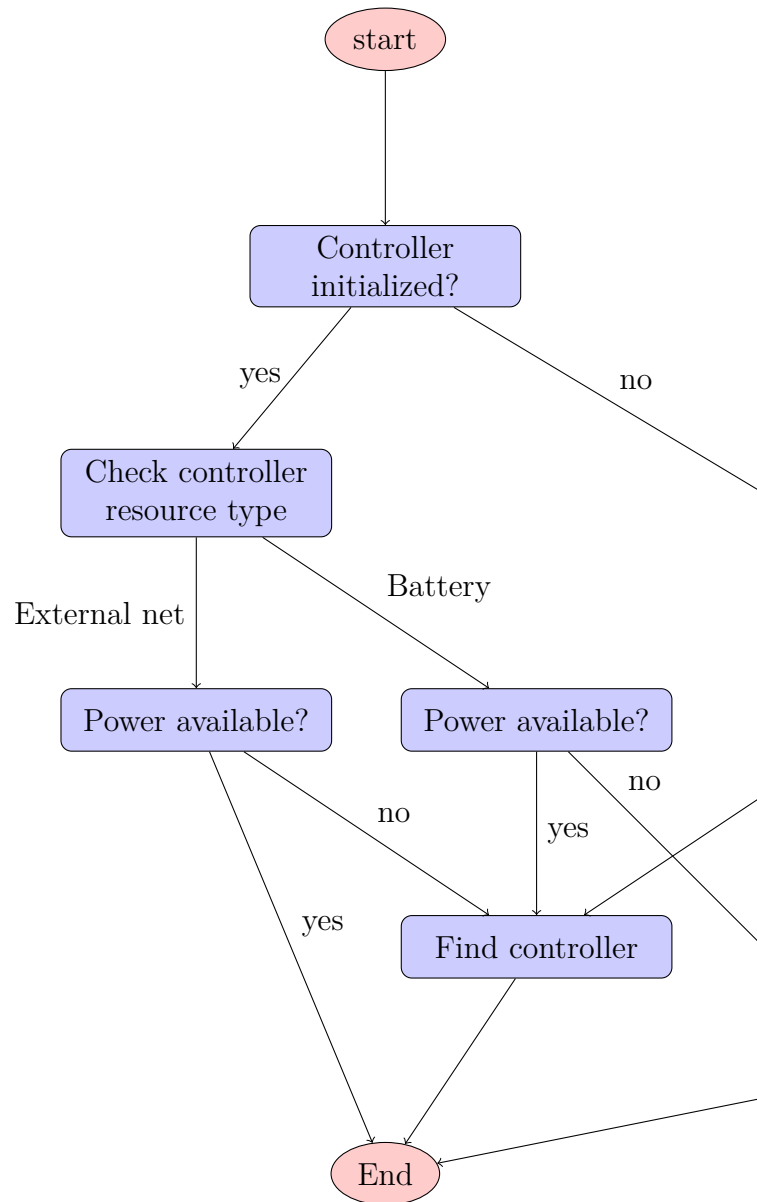 start
Controller
initialized?
yes
no
Check controller
resource type
External net
Battery
Power available?
Power available?
no
yes
no
yes
Find controller
End